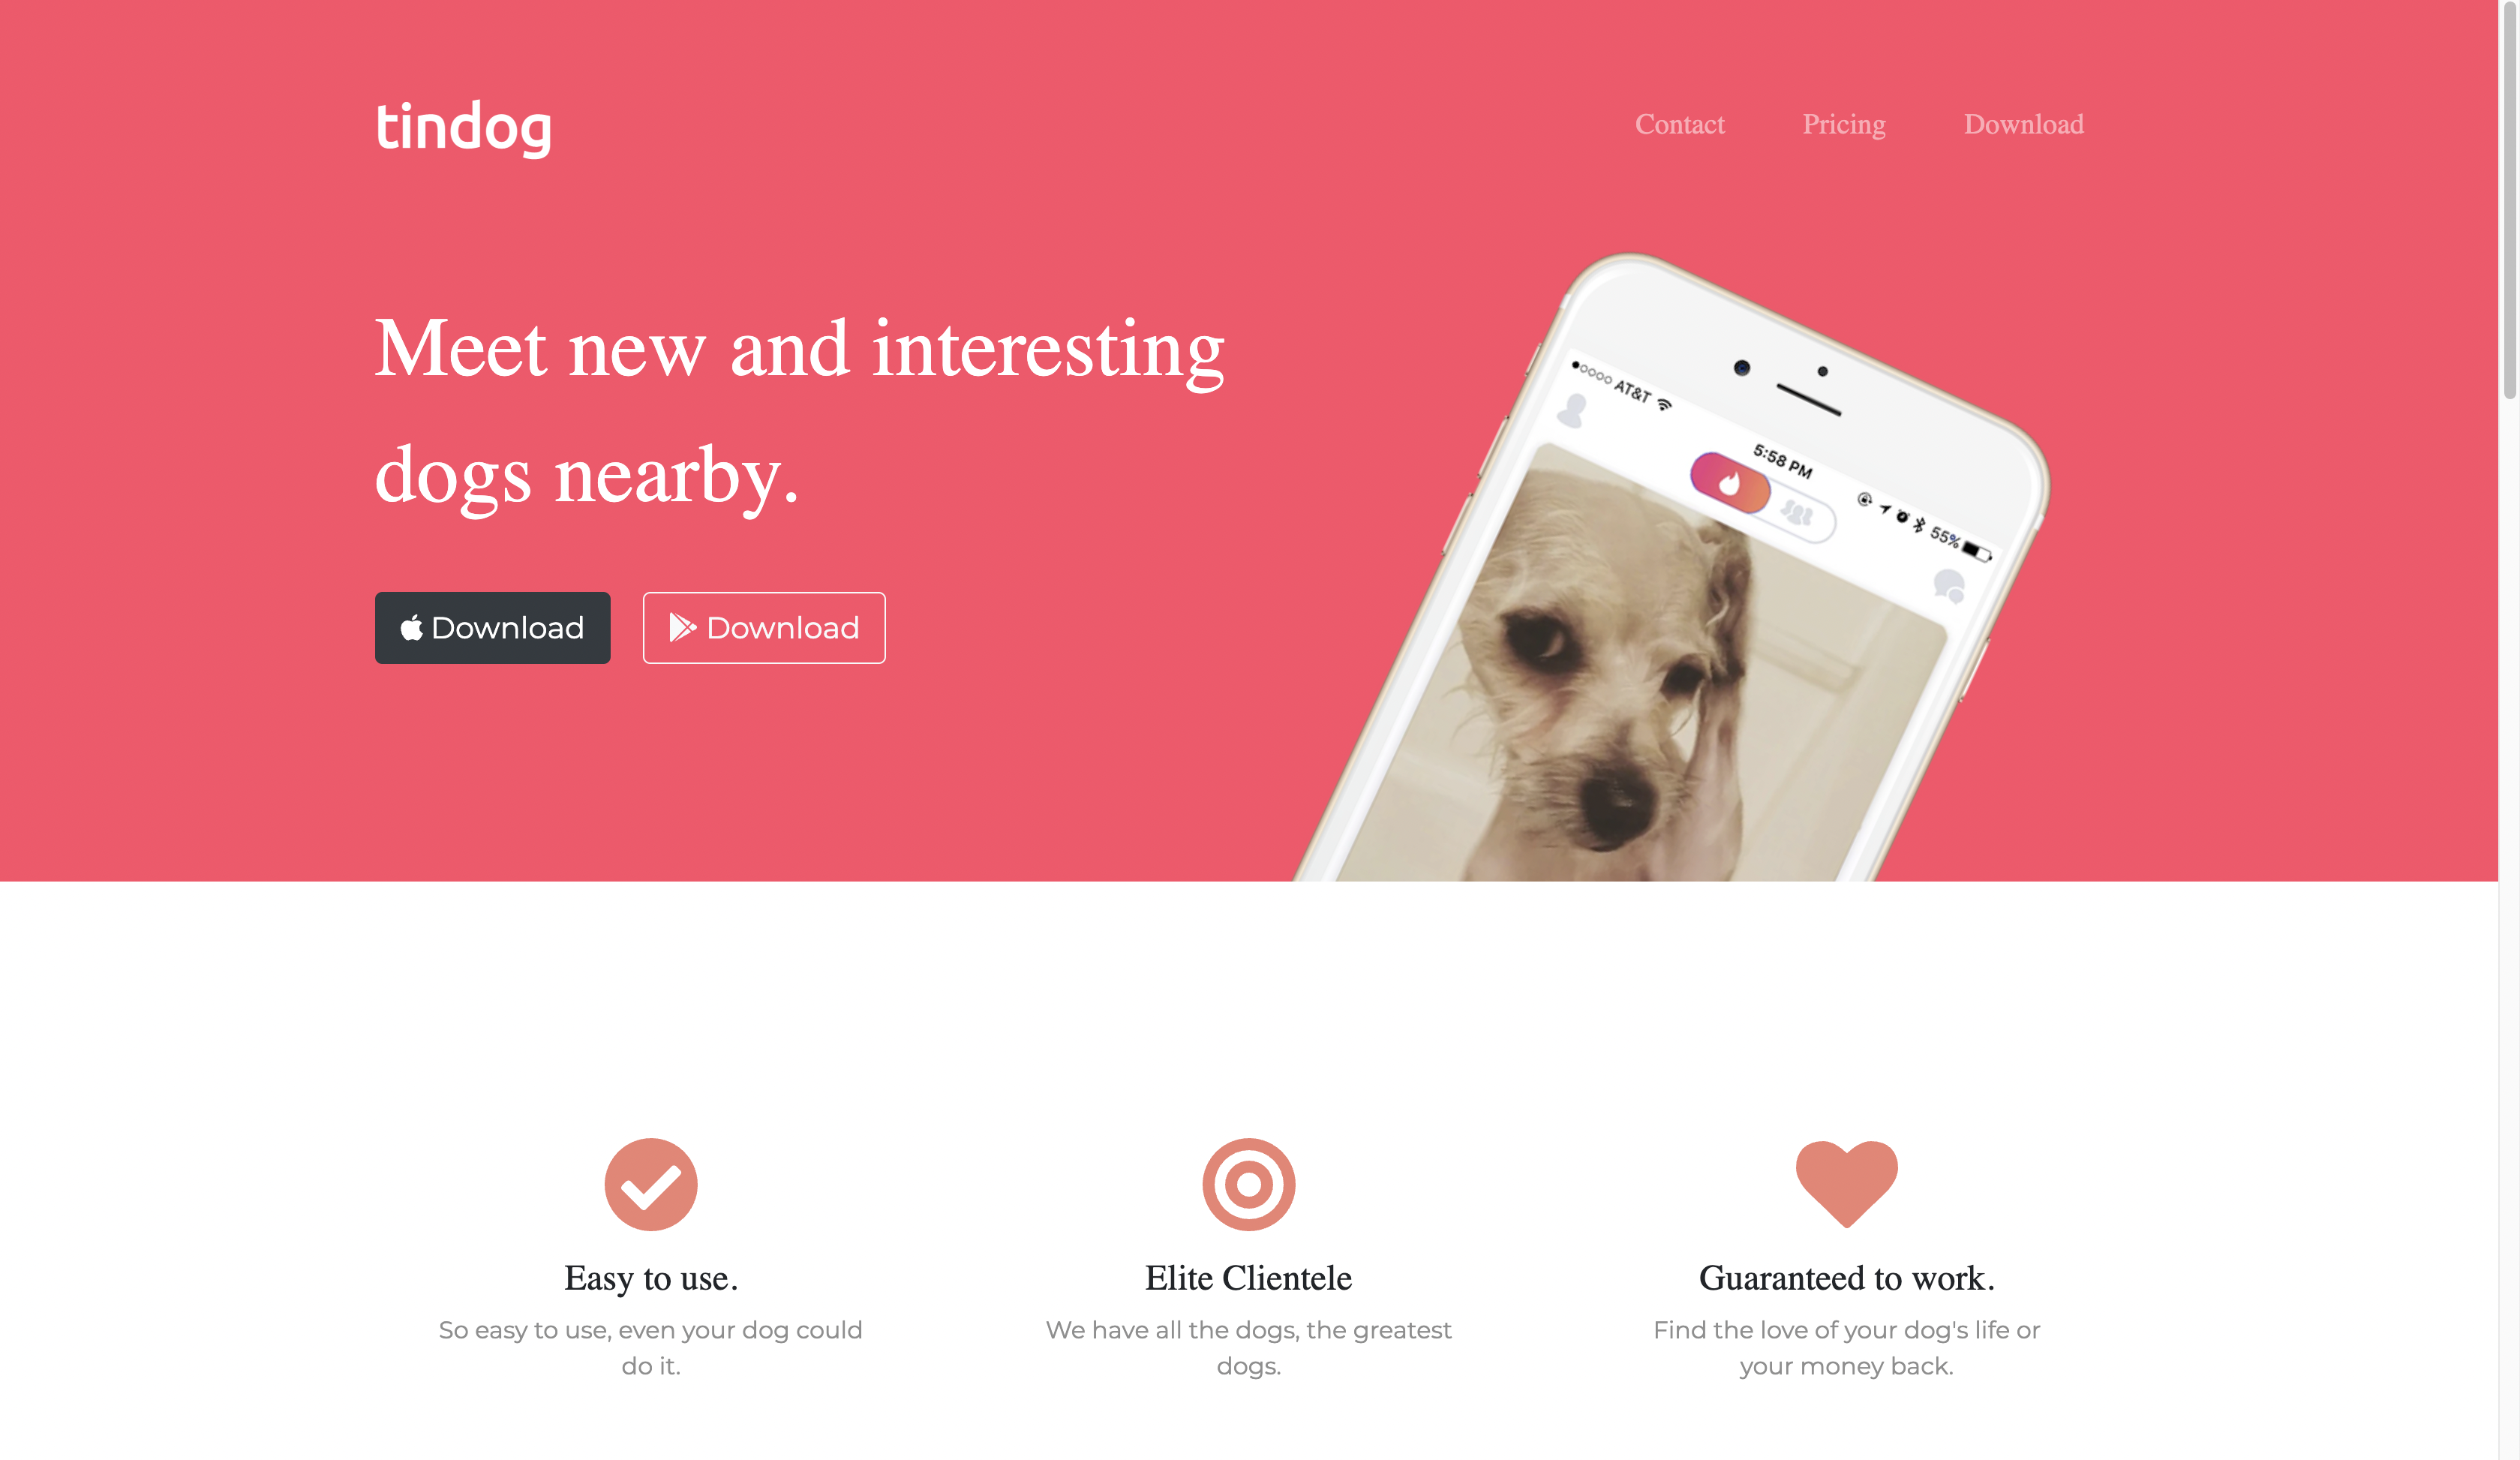 tindog
Contact Pricing Download
Meet new and interesting
dogs nearby.
Download Download
AT&T
5:58 PM
55%
Easy to use.
So easy to use, even your dog could
do it.
Elite Clientele
We have all the dogs, the greatest
dogs.
Guaranteed to work.
Find the love of your dog's life or
your money back.